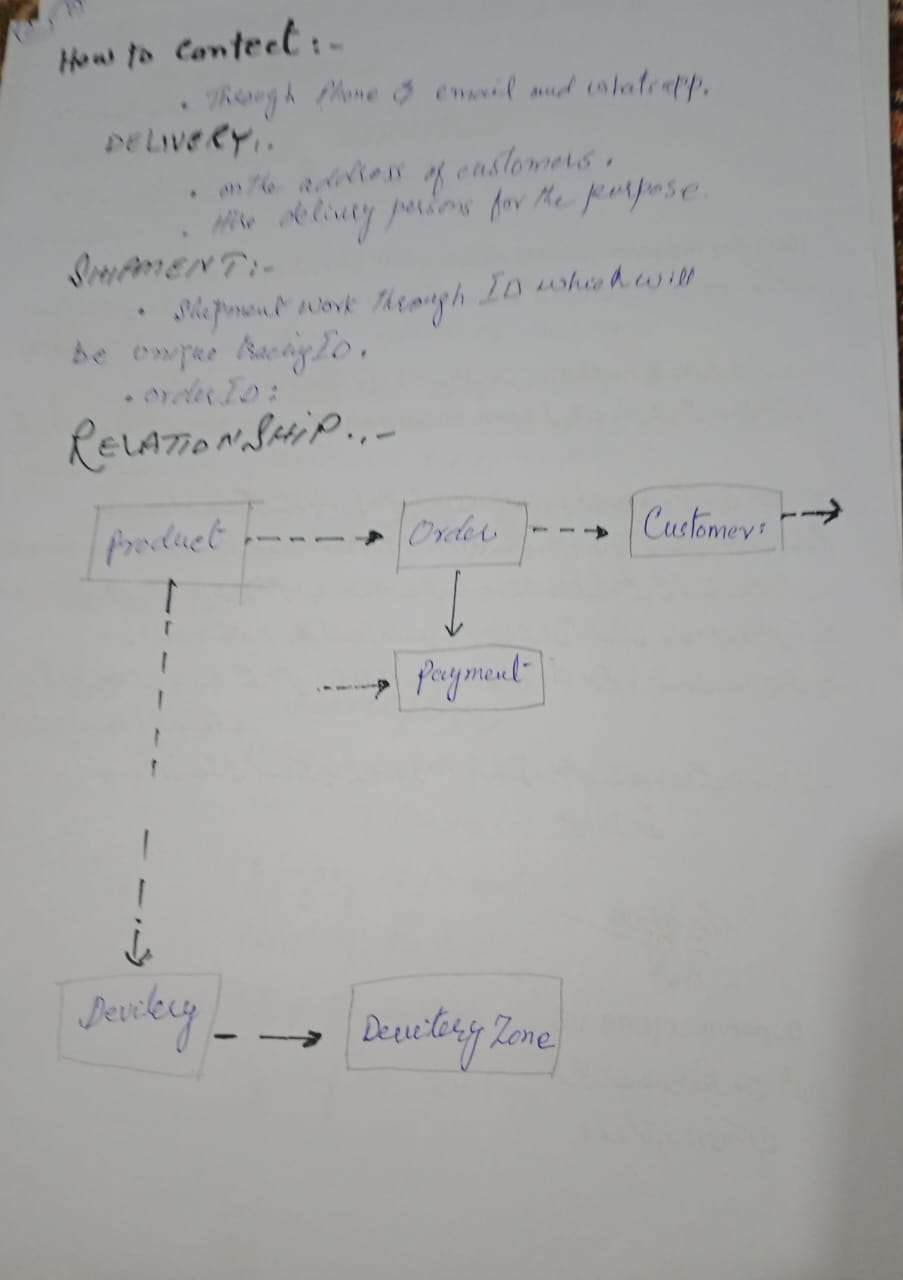 How to Contect :-
• Through Phone & email and whatsapp.
DELIVERY :-
• on the address of customers.
• Hire delivery persons for the purpose.
SHIPMENT :-
• Shipment work through ID which will
be unique ID.
• order ID :
RELATIONSHIP :-
Product Order Customers
Payment
Devilery Devilery Zone